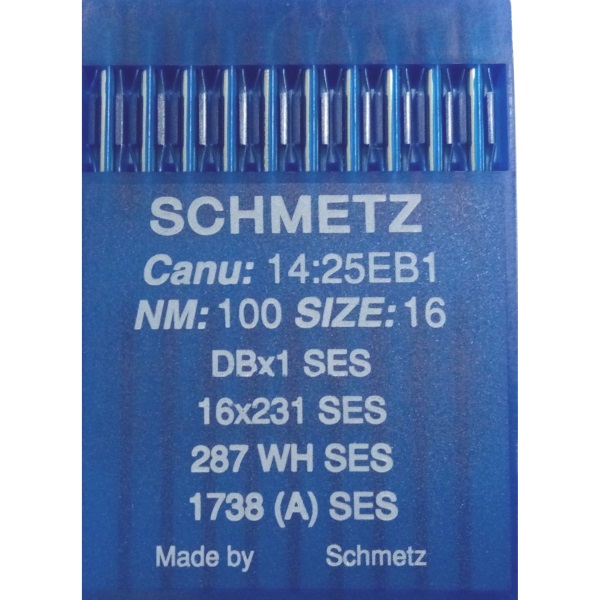 SCHMETZ
Canu: 14:25EB1
NM: 100 SIZE: 16
DBx1 SES
16x231 SES
287 WH SES
1738 (A) SES
Made by Schmetz